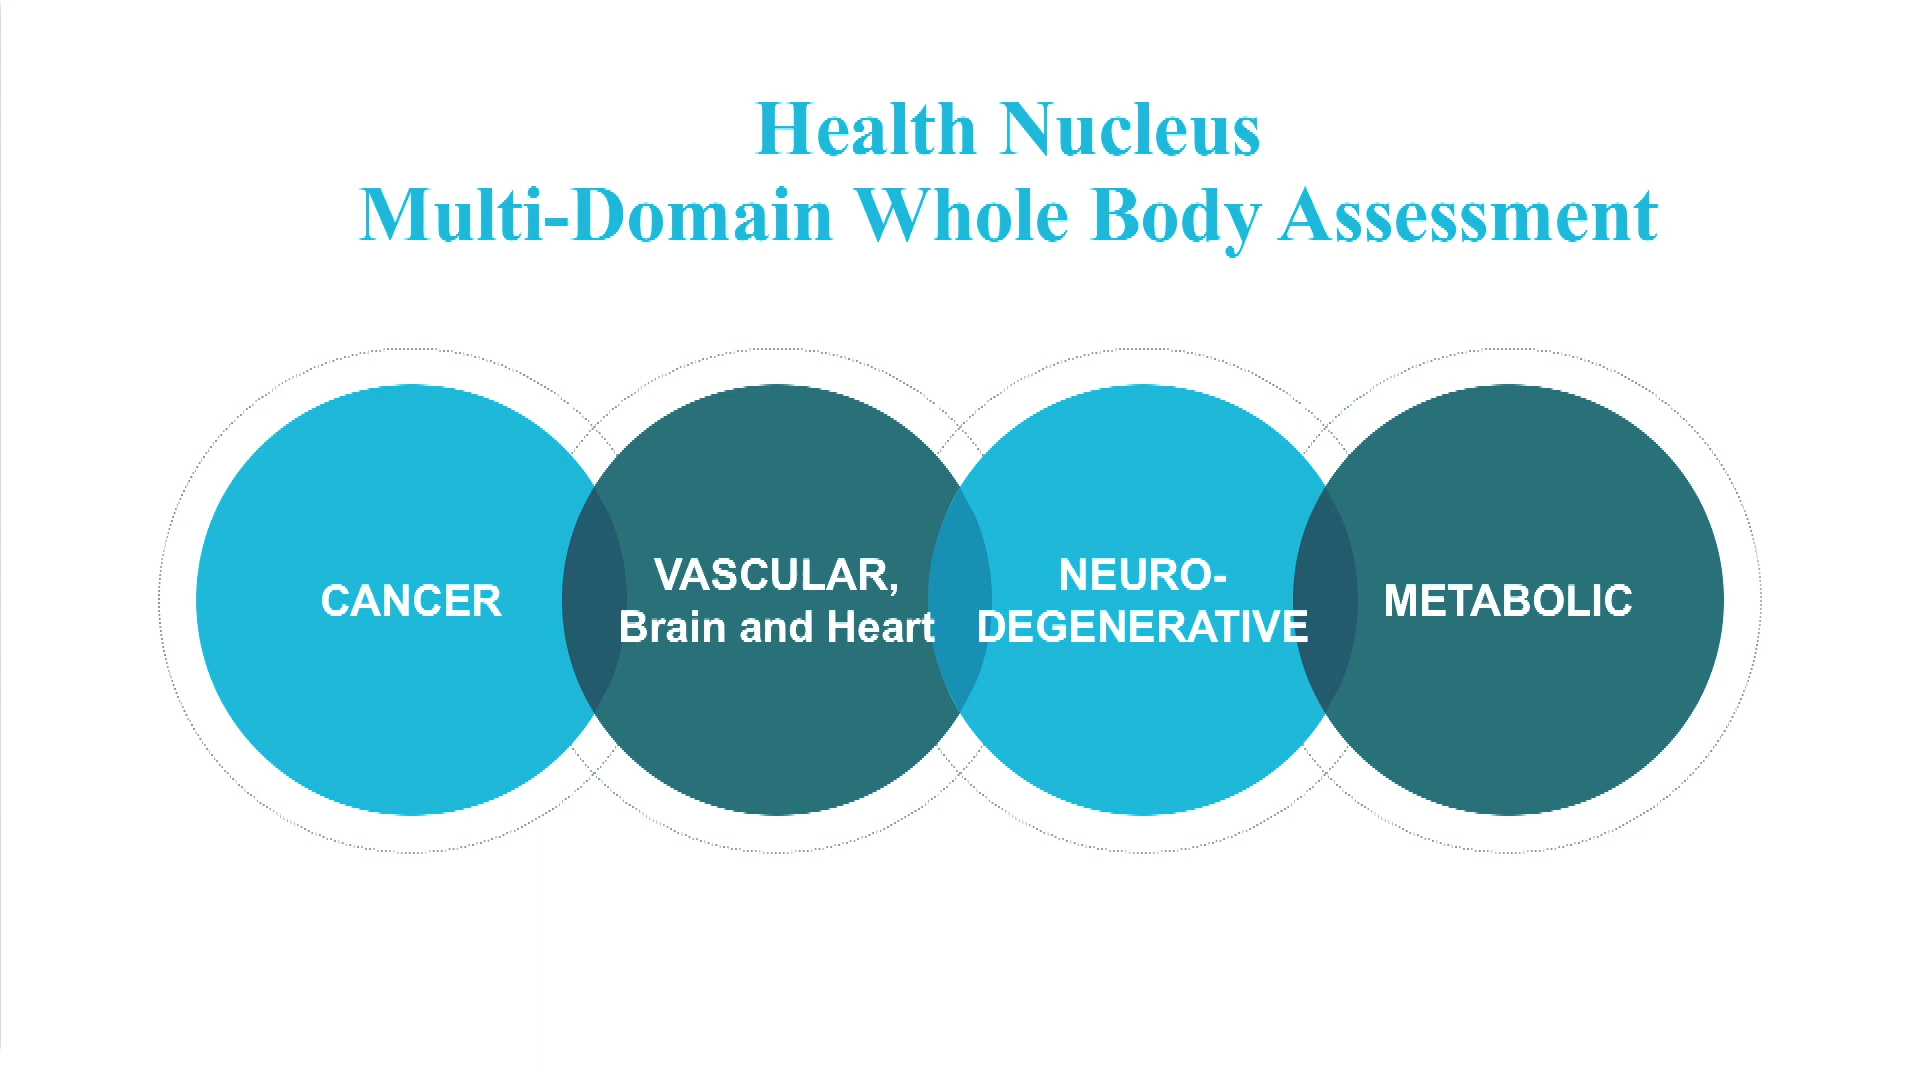 Health Nucleus
Multi-Domain Whole Body Assessment
CANCER
VASCULAR,
Brain and Heart
NEURO-
DEGENERATIVE
METABOLIC